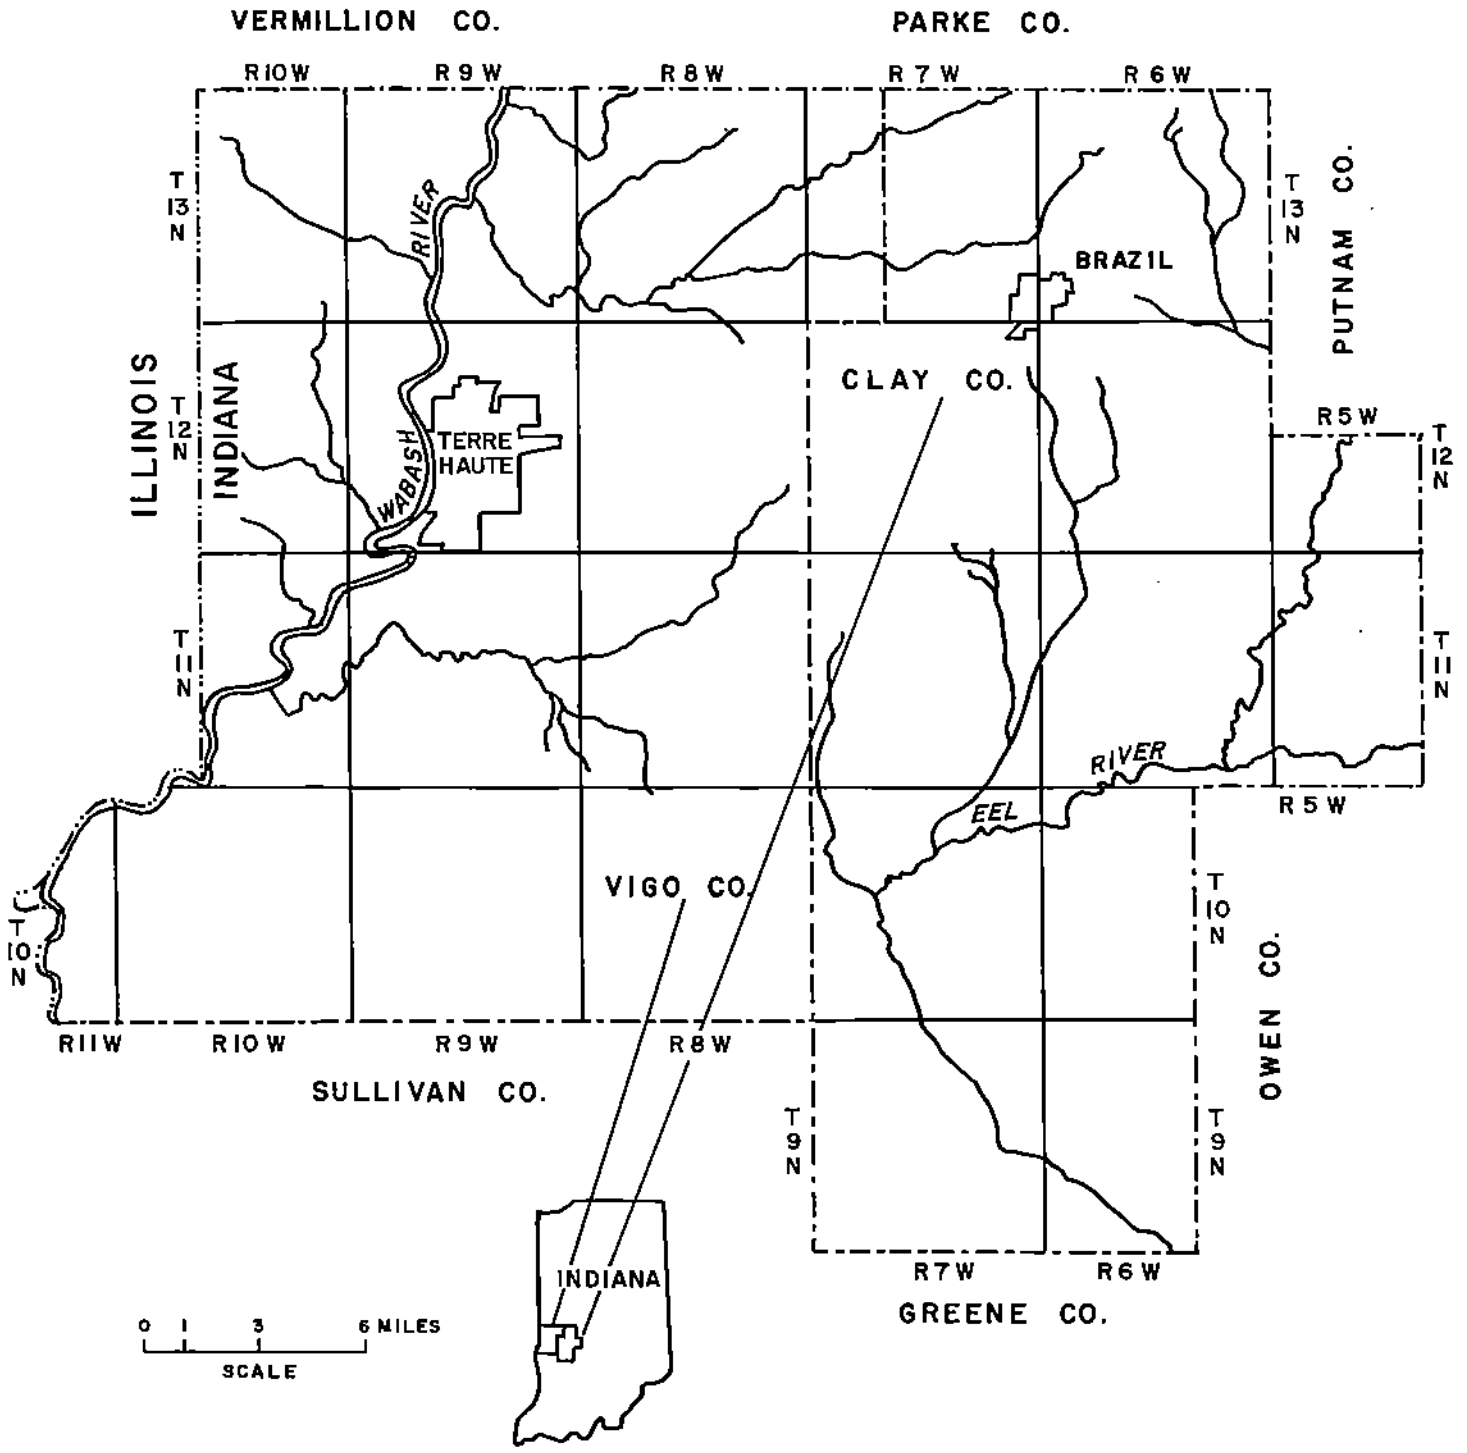 VERMILLION CO.
PARKE CO.
R10W
R9W
R8W
R7W
R6W
T
13
N
RIVER
T
13
N
PUTNAM CO.
BRAZIL
ILLINOIS
INDIANA
T
12
N
CLAY CO.
TERRE
HAUTE
WABASH
R5W
T
12
N
T
11
N
T
11
N
RIVER
EEL
R5W
VIGO CO.
T
10
N
T
10
N
OWEN CO.
R11W
R10W
R9W
R8W
SULLIVAN CO.
T
9
N
T
9
N
INDIANA
R7W
R6W
GREENE CO.
0 1 3 6 MILES
SCALE